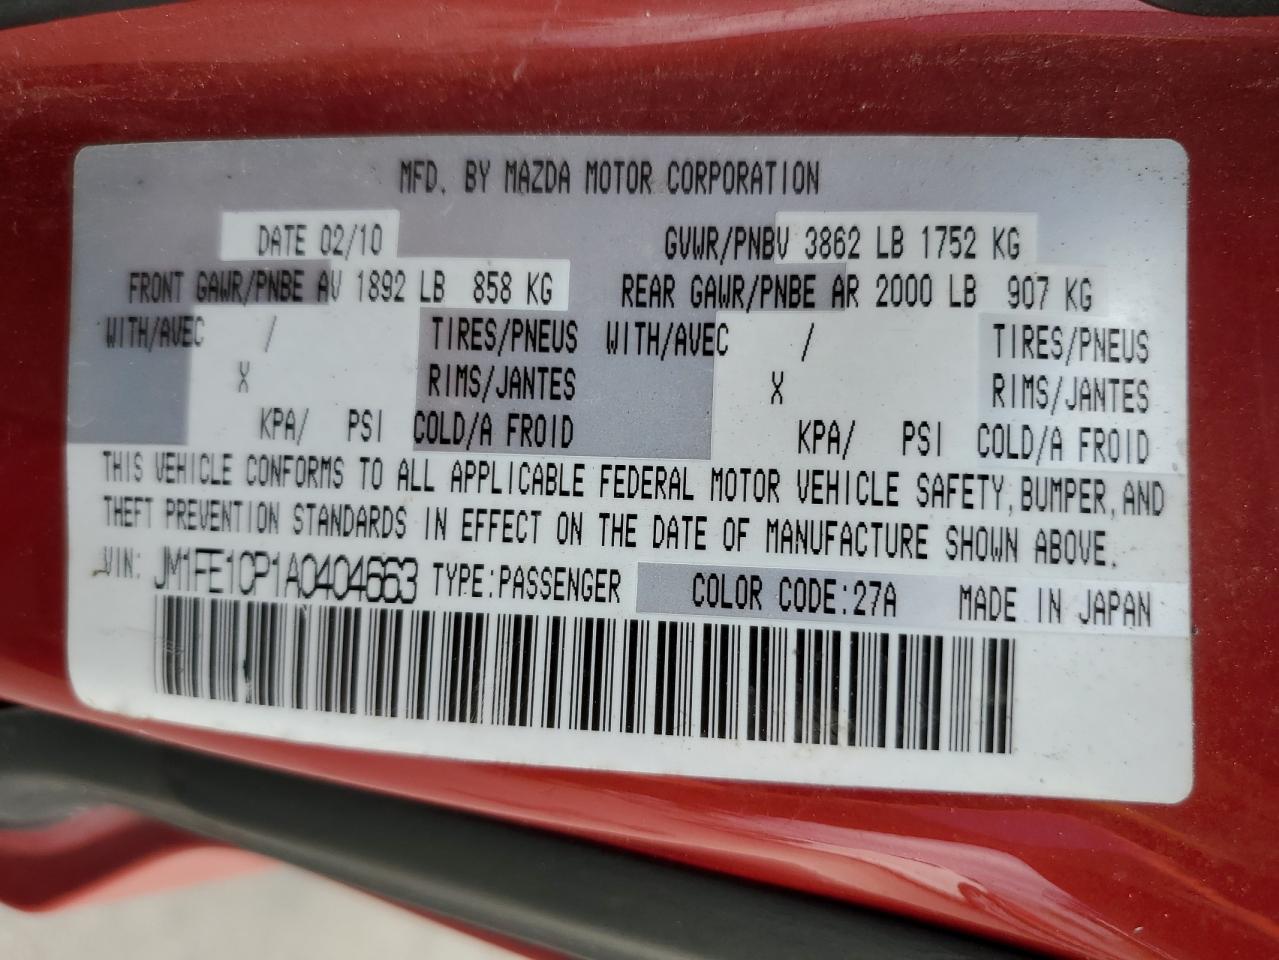 MFD. BY MAZDA MOTOR CORPORATION
DATE 02/10 GVWR/PNBV 3862 LB 1752 KG
FRONT GAWR/PNBE AV 1892 LB 858 KG REAR GAWR/PNBE AR 2000 LB 907 KG
WITH/AVEC / TIRES/PNEUS WITH/AVEC / TIRES/PNEUS
X RIMS/JANTES X RIMS/JANTES
KPA/ PSI COLD/A FROID KPA/ PSI COLD/A FROID
THIS VEHICLE CONFORMS TO ALL APPLICABLE FEDERAL MOTOR VEHICLE SAFETY, BUMPER, AND
THEFT PREVENTION STANDARDS IN EFFECT ON THE DATE OF MANUFACTURE SHOWN ABOVE.
VIN: JM1FE1CP1A0404663 TYPE:PASSENGER COLOR CODE:27A MADE IN JAPAN